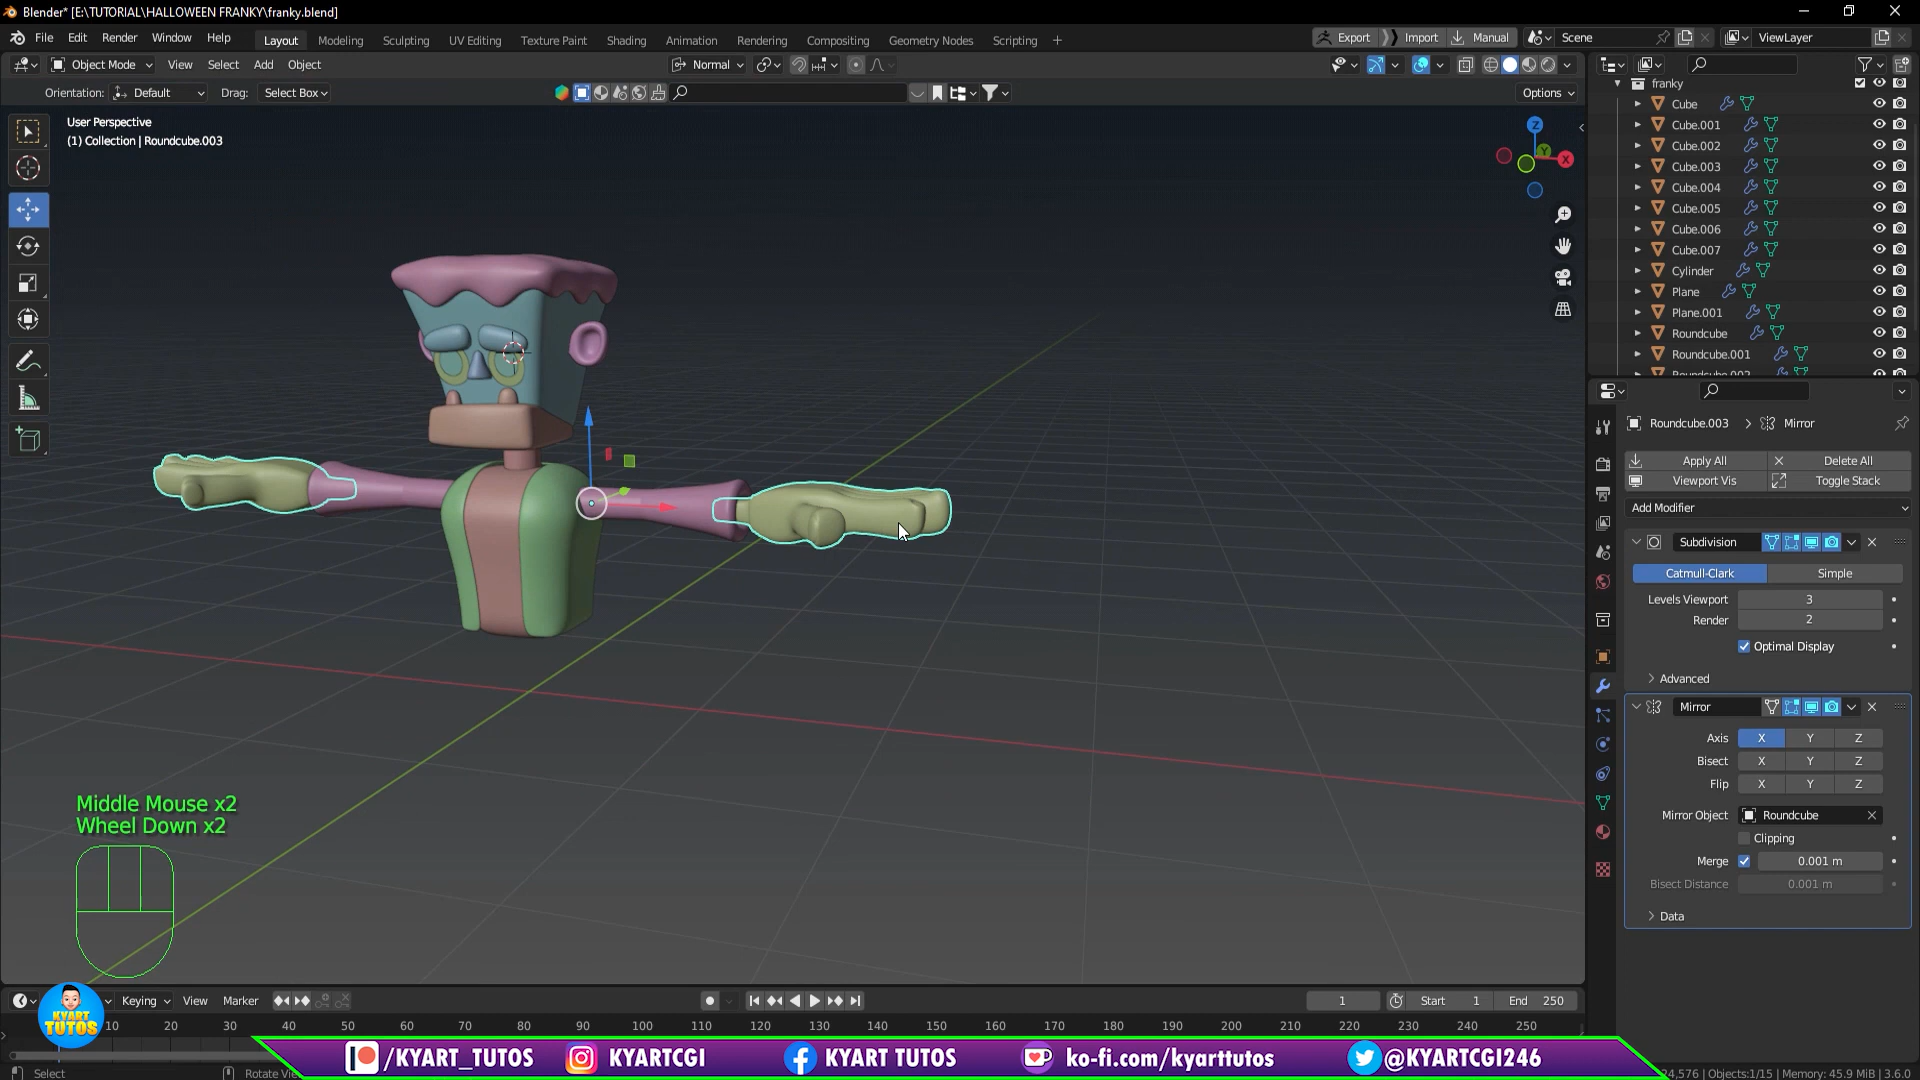 Blender* [E:\TUTORIAL\HALLOWEEN FRANKY\franky.blend]
File Edit Render Window Help Layout Modeling Sculpting UV Editing Texture Paint Shading Animation Rendering Compositing Geometry Nodes Scripting + Export Import Manual Scene ViewLayer
Object Mode View Select Add Object Normal
Orientation: Default Drag: Select Box Options
User Perspective
(1) Collection | Roundcube.003
Z
Y
X
franky
Cube
Cube.001
Cube.002
Cube.003
Cube.004
Cube.005
Cube.006
Cube.007
Cylinder
Plane
Plane.001
Roundcube
Roundcube.001
Roundcube.003 > Mirror
Apply All Delete All
Viewport Vis Toggle Stack
Add Modifier
Subdivision
Catmull-Clark Simple
Levels Viewport 3
Render 2
Optimal Display
Advanced
Mirror
Axis X Y Z
Bisect X Y Z
Flip X Y Z
Mirror Object Roundcube
Clipping
Merge 0.001 m
Bisect Distance 0.001 m
Data
Middle Mouse x2
Wheel Down x2
Keying View Marker 1 Start 1 End 250
10 20 30 40 50 60 70 80 90 100 110 120 130 140 150 160 170 180 190 200 210 220 230 240 250
KYART
TUTOS
/KYART_TUTOS KYARTCGI KYART TUTOS ko-fi.com/kyarttutos @KYARTCGI246
Select Rotate Vie 24,576 | Objects:1/15 | Memory: 45.9 MiB | 3.6.0